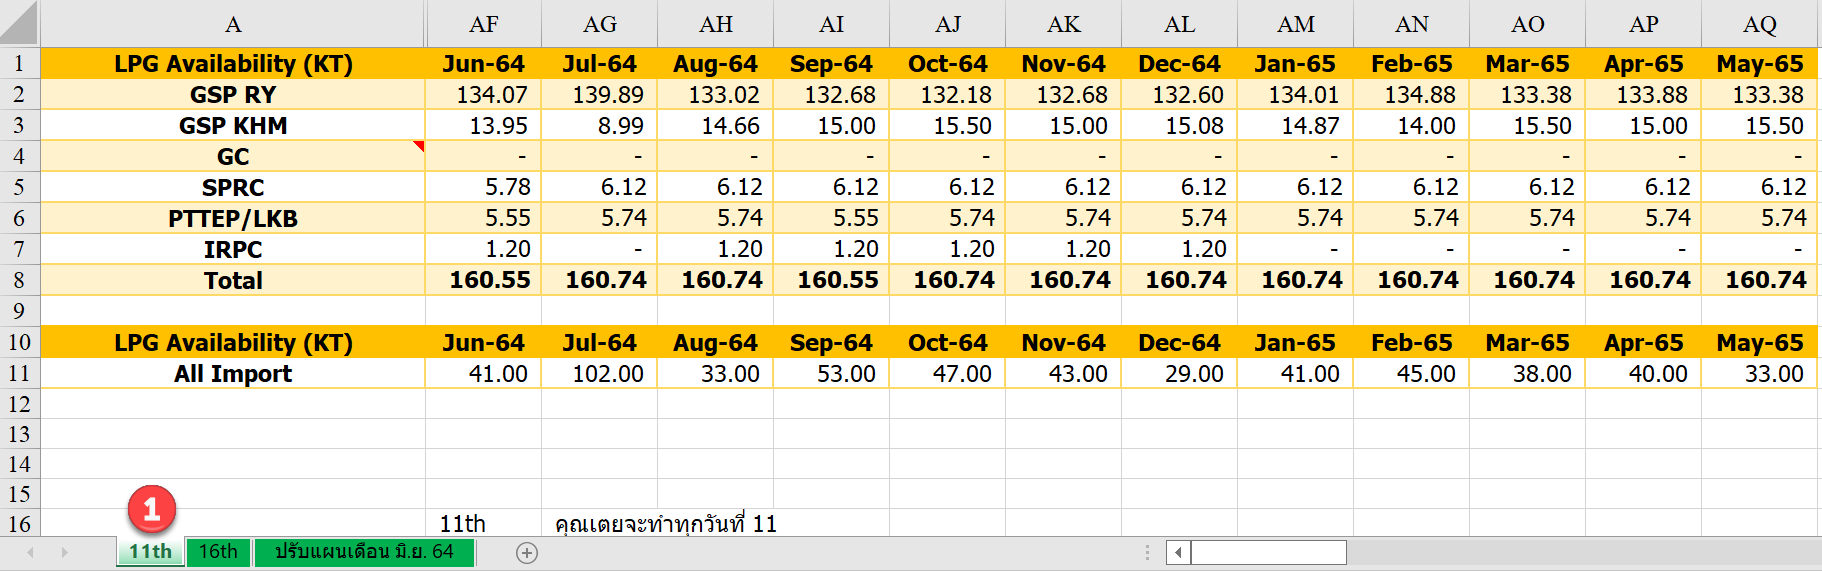 A AF AG AH AI AJ AK AL AM AN AO AP AQ
1 LPG Availability (KT) Jun-64 Jul-64 Aug-64 Sep-64 Oct-64 Nov-64 Dec-64 Jan-65 Feb-65 Mar-65 Apr-65 May-65
2 GSP RY 134.07 139.89 133.02 132.68 132.18 132.68 132.60 134.01 134.88 133.38 133.88 133.38
3 GSP KHM 13.95 8.99 14.66 15.00 15.50 15.00 15.08 14.87 14.00 15.50 15.00 15.50
4 GC - - - - - - - - - - - -
5 SPRC 5.78 6.12 6.12 6.12 6.12 6.12 6.12 6.12 6.12 6.12 6.12 6.12
6 PTTEP/LKB 5.55 5.74 5.74 5.55 5.74 5.74 5.74 5.74 5.74 5.74 5.74 5.74
7 IRPC 1.20 - 1.20 1.20 1.20 1.20 1.20 - - - - -
8 Total 160.55 160.74 160.74 160.55 160.74 160.74 160.74 160.74 160.74 160.74 160.74 160.74
9
10 LPG Availability (KT) Jun-64 Jul-64 Aug-64 Sep-64 Oct-64 Nov-64 Dec-64 Jan-65 Feb-65 Mar-65 Apr-65 May-65
11 All Import 41.00 102.00 33.00 53.00 47.00 43.00 29.00 41.00 45.00 38.00 40.00 33.00
12
13
14
15
1
16 11th คุณเตยจะทำทุกวันที่ 11
11th 16th ปรับแผนเดือน มิ.ย. 64